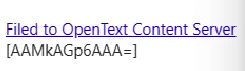 Filed to OpenText Content Server
[AAMkAGp6AAA=]